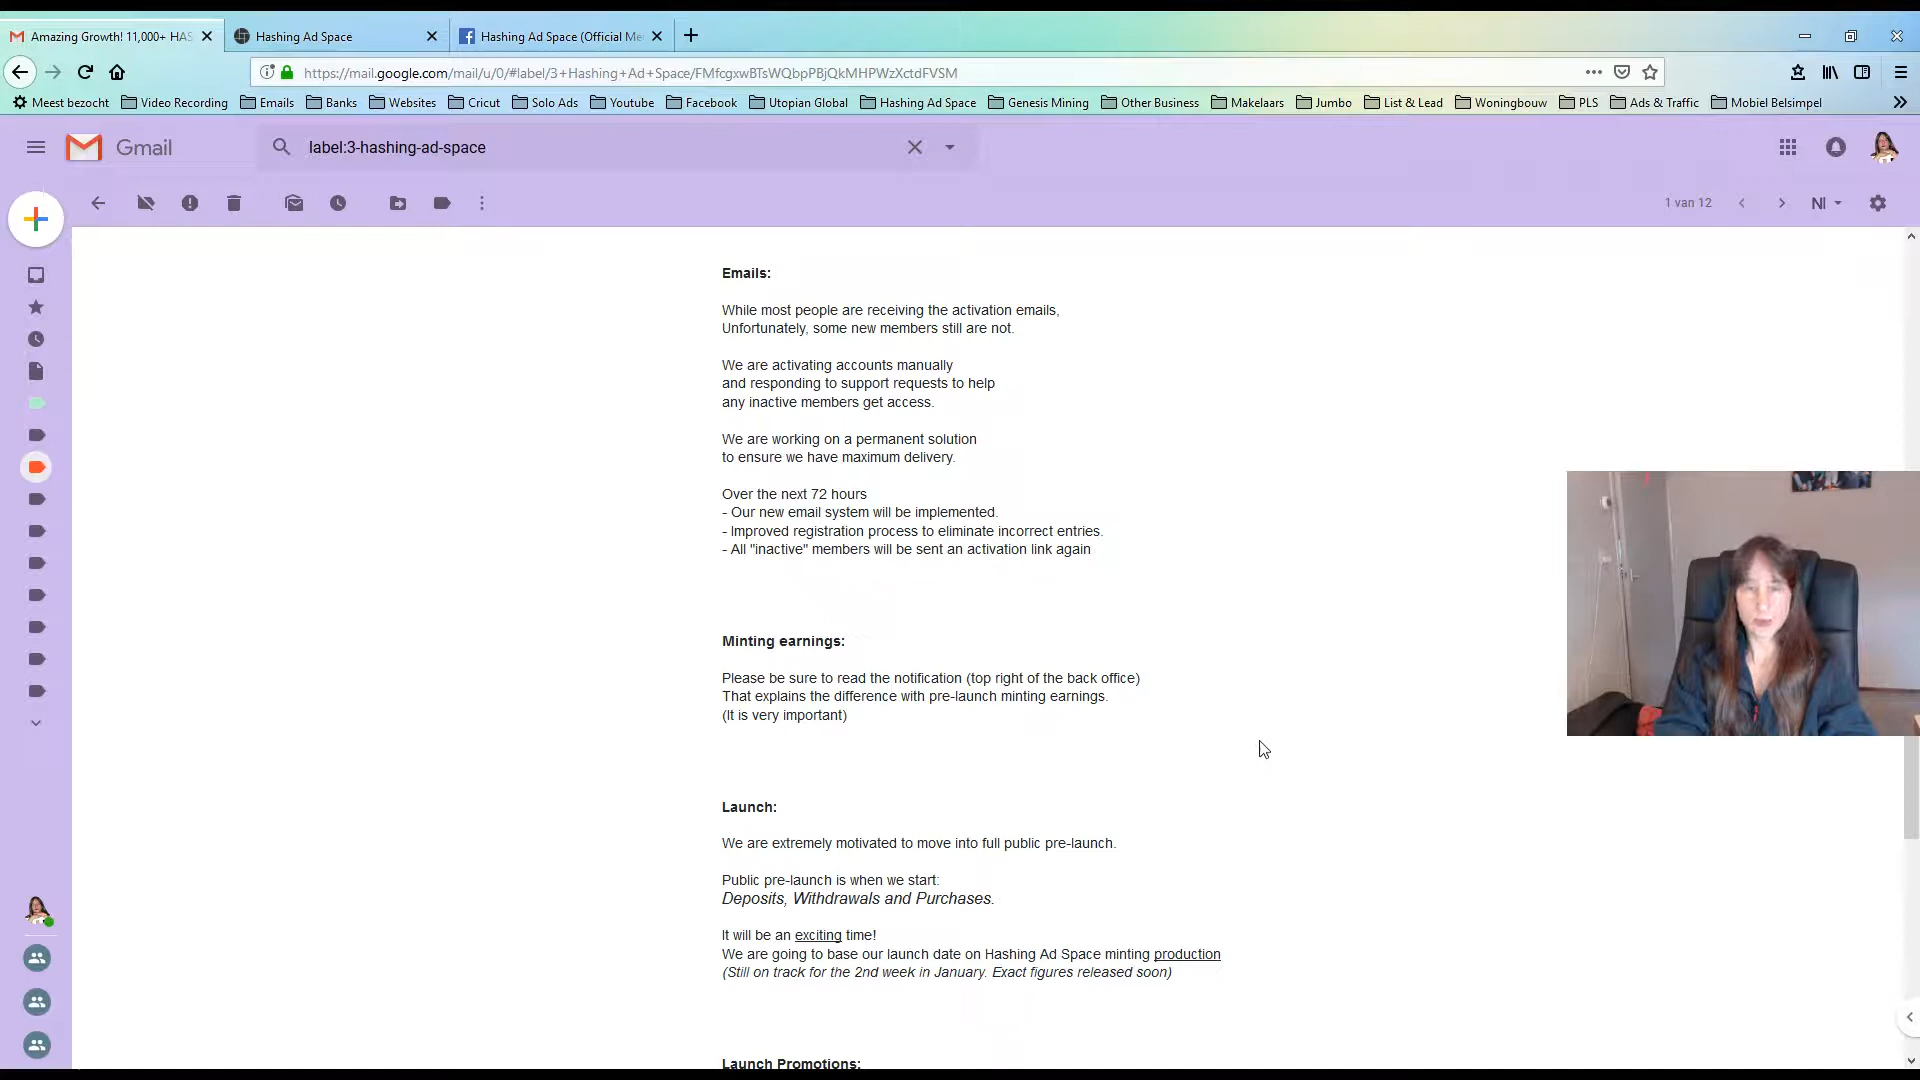 Amazing Growth! 11,000+ HAS
Hashing Ad Space
Hashing Ad Space (Official Me
https://mail.google.com/mail/u/0/#label/3+Hashing+Ad+Space/FMfcgxwBTsWQbpPBjQkMHPWzXctdFVSM
Meest bezocht
Video Recording
Emails
Banks
Websites
Cricut
Solo Ads
Youtube
Facebook
Utopian Global
Hashing Ad Space
Genesis Mining
Other Business
Makelaars
Jumbo
List & Lead
Woningbouw
PLS
Ads & Traffic
Mobiel Belsimpel
Gmail
label:3-hashing-ad-space
1 van 12
Nl
Emails:
While most people are receiving the activation emails,
Unfortunately, some new members still are not.
We are activating accounts manually
and responding to support requests to help
any inactive members get access.
We are working on a permanent solution
to ensure we have maximum delivery.
Over the next 72 hours
- Our new email system will be implemented.
- Improved registration process to eliminate incorrect entries.
- All "inactive" members will be sent an activation link again
Minting earnings:
Please be sure to read the notification (top right of the back office)
That explains the difference with pre-launch minting earnings.
(It is very important)
Launch:
We are extremely motivated to move into full public pre-launch.
Public pre-launch is when we start:
Deposits, Withdrawals and Purchases.
It will be an exciting time!
We are going to base our launch date on Hashing Ad Space minting production
(Still on track for the 2nd week in January. Exact figures released soon)
Launch Promotions: